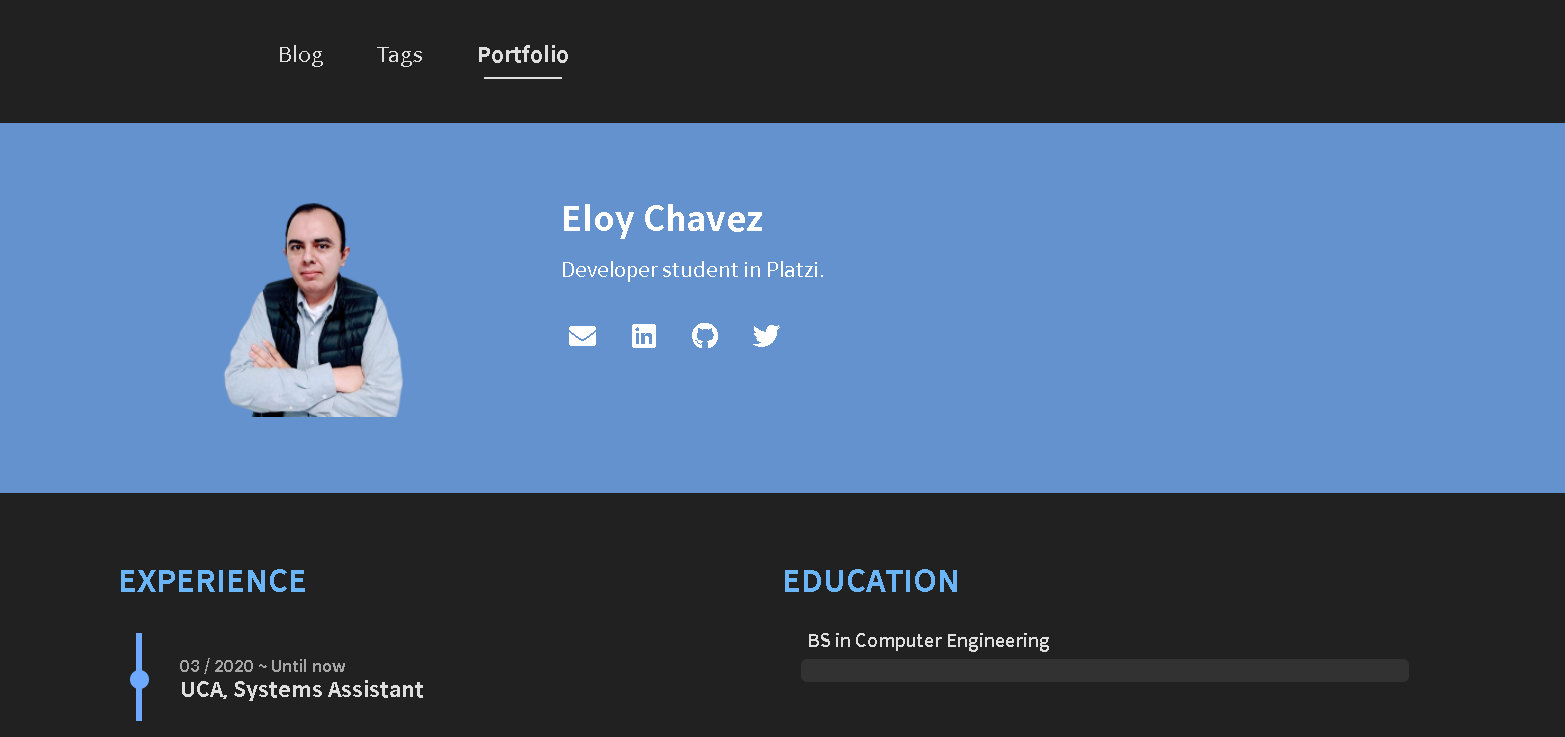 Blog Tags Portfolio
Eloy Chavez
Developer student in Platzi.
in
EXPERIENCE
03 / 2020 ~ Until now
UCA, Systems Assistant
EDUCATION
BS in Computer Engineering